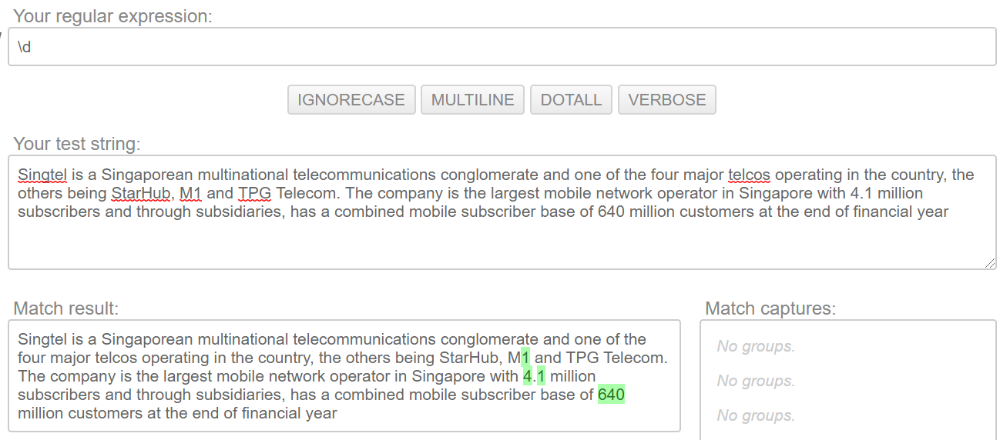 Your regular expression:
\d
IGNORECASE MULTILINE DOTALL VERBOSE
Your test string:
Singtel is a Singaporean multinational telecommunications conglomerate and one of the four major telcos operating in the country, the
others being StarHub, M1 and TPG Telecom. The company is the largest mobile network operator in Singapore with 4.1 million
subscribers and through subsidiaries, has a combined mobile subscriber base of 640 million customers at the end of financial year
Match result:
Singtel is a Singaporean multinational telecommunications conglomerate and one of the
four major telcos operating in the country, the others being StarHub, M1 and TPG Telecom.
The company is the largest mobile network operator in Singapore with 4.1 million
subscribers and through subsidiaries, has a combined mobile subscriber base of 640
million customers at the end of financial year
Match captures:
No groups.
No groups.
No groups.